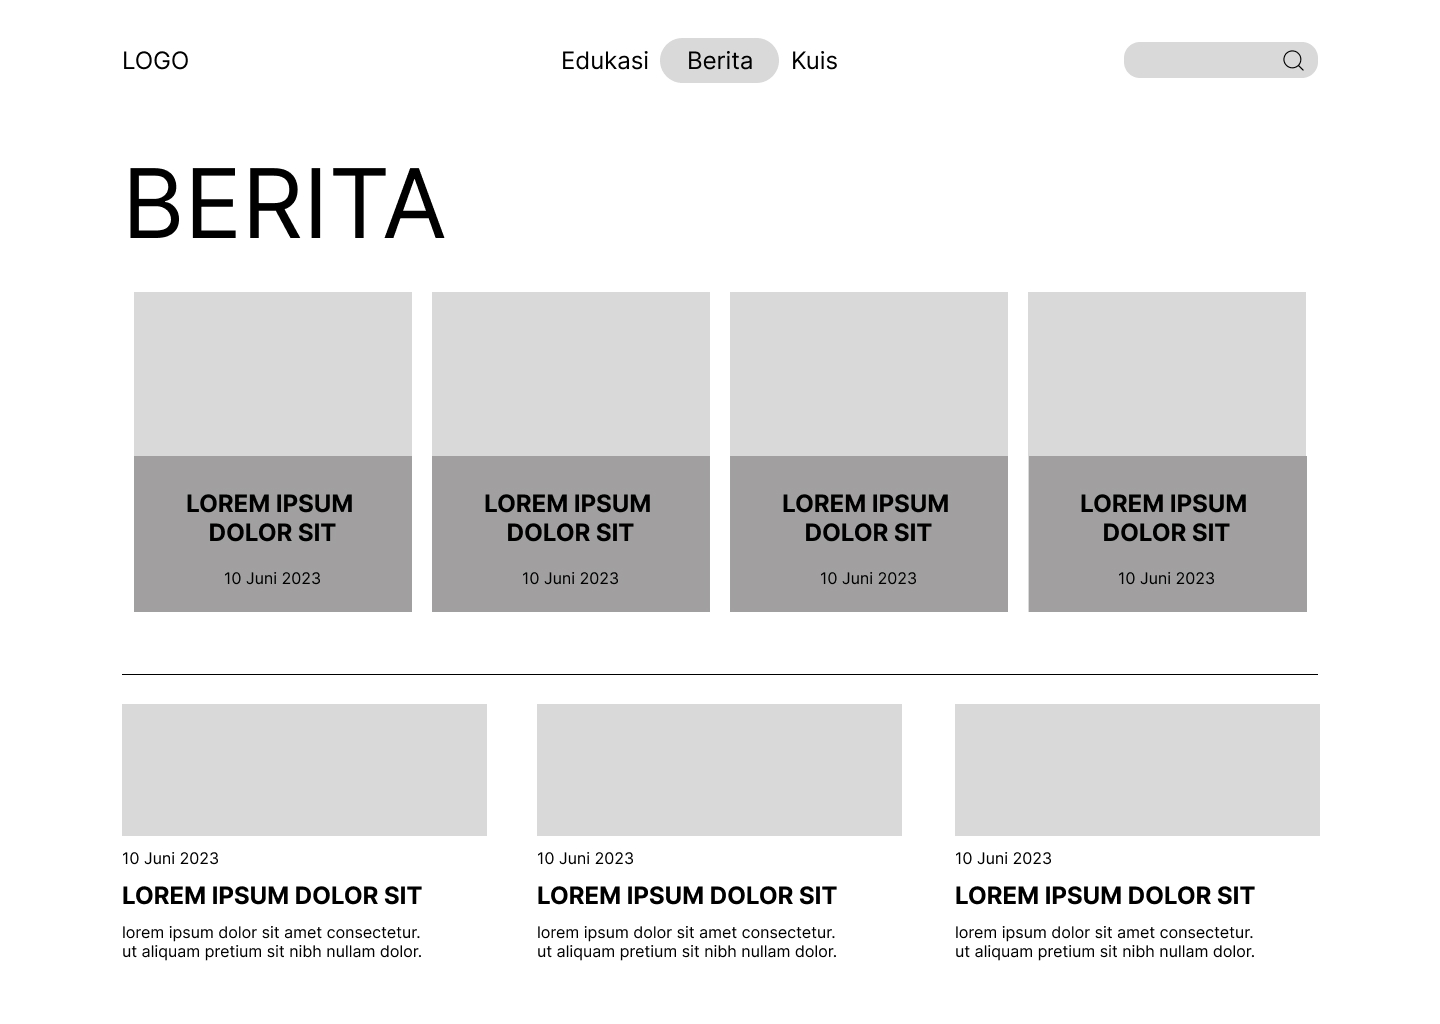 LOGO
Edukasi
Berita
Kuis
BERITA
LOREM IPSUM
DOLOR SIT
10 Juni 2023
LOREM IPSUM
DOLOR SIT
10 Juni 2023
LOREM IPSUM
DOLOR SIT
10 Juni 2023
LOREM IPSUM
DOLOR SIT
10 Juni 2023
10 Juni 2023
LOREM IPSUM DOLOR SIT
lorem ipsum dolor sit amet consectetur.
ut aliquam pretium sit nibh nullam dolor.
10 Juni 2023
LOREM IPSUM DOLOR SIT
lorem ipsum dolor sit amet consectetur.
ut aliquam pretium sit nibh nullam dolor.
10 Juni 2023
LOREM IPSUM DOLOR SIT
lorem ipsum dolor sit amet consectetur.
ut aliquam pretium sit nibh nullam dolor.